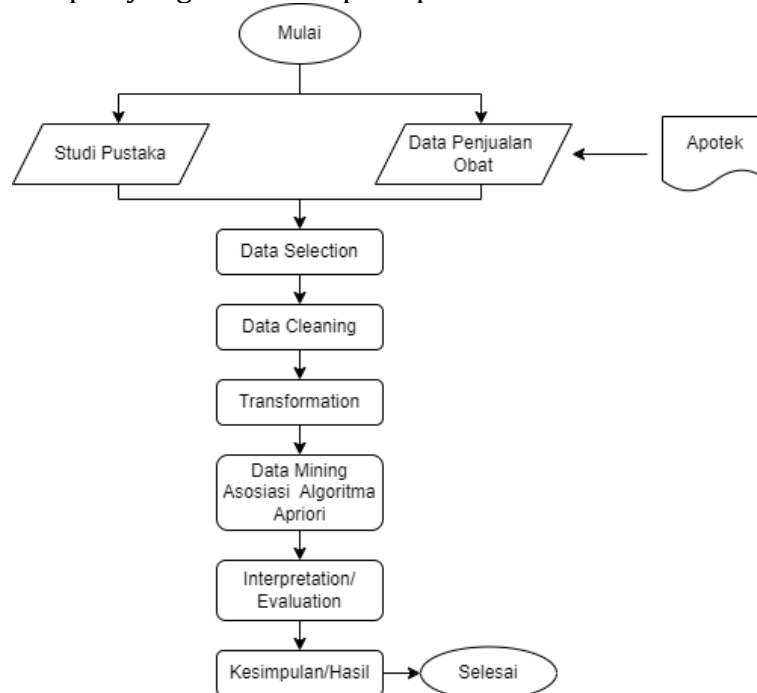 Mulai
Studi Pustaka
Data Penjualan
Obat
Apotek
Data Selection
Data Cleaning
Transformation
Data Mining
Asosiasi Algoritma
Apriori
Interpretation/
Evaluation
Kesimpulan/Hasil
Selesai